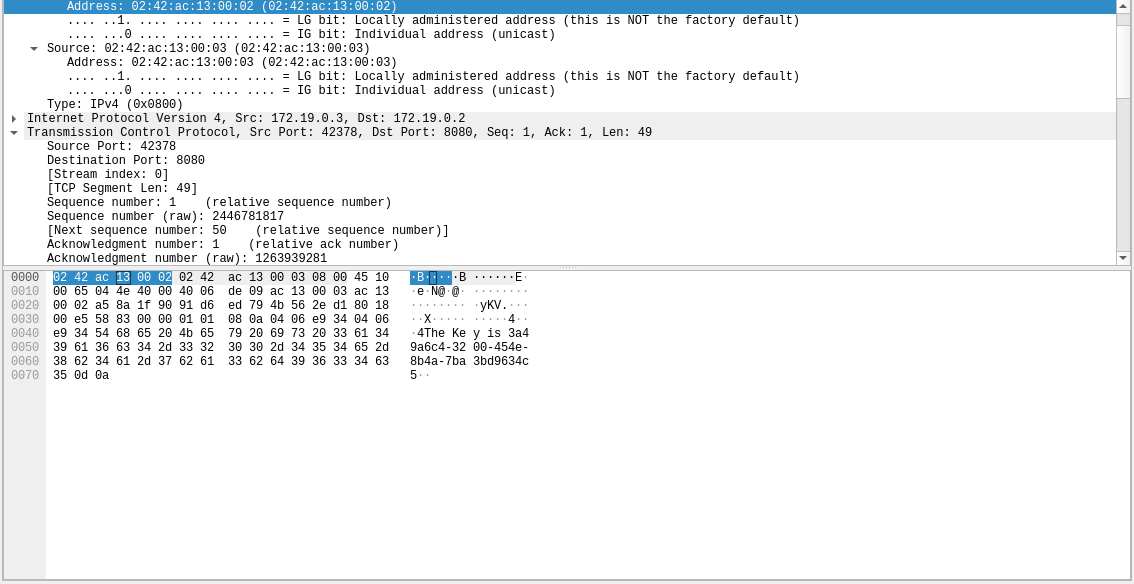 Address: 02:42:ac:13:00:02 (02:42:ac:13:00:02)
.... ..1. .... .... .... .... = LG bit: Locally administered address (this is NOT the factory default)
.... ...0 .... .... .... .... = IG bit: Individual address (unicast)
Source: 02:42:ac:13:00:03 (02:42:ac:13:00:03)
Address: 02:42:ac:13:00:03 (02:42:ac:13:00:03)
.... ..1. .... .... .... .... = LG bit: Locally administered address (this is NOT the factory default)
.... ...0 .... .... .... .... = IG bit: Individual address (unicast)
Type: IPv4 (0x0800)
Internet Protocol Version 4, Src: 172.19.0.3, Dst: 172.19.0.2
Transmission Control Protocol, Src Port: 42378, Dst Port: 8080, Seq: 1, Ack: 1, Len: 49
Source Port: 42378
Destination Port: 8080
[Stream index: 0]
[TCP Segment Len: 49]
Sequence number: 1    (relative sequence number)
Sequence number (raw): 2446781817
[Next sequence number: 50    (relative sequence number)]
Acknowledgment number: 1    (relative ack number)
Acknowledgment number (raw): 1263939281
0000  02 42 ac 13 00 02 02 42  ac 13 00 03 08 00 45 10   ·B·····B ······E·
0010  00 65 04 4e 40 00 40 06  de 09 ac 13 00 03 ac 13   ·e·N@·@· ········
0020  00 02 a5 8a 1f 90 91 d6  ed 79 4b 56 2e d1 80 18   ········ ·yKV.···
0030  00 e5 58 83 00 00 01 01  08 0a 04 06 e9 34 04 06   ··X····· ·····4··
0040  e9 34 54 68 65 20 4b 65  79 20 69 73 20 33 61 34   ·4The Ke y is 3a4
0050  39 61 36 63 34 2d 33 32  30 30 2d 34 35 34 65 2d   9a6c4-32 00-454e-
0060  38 62 34 61 2d 37 62 61  33 62 64 39 36 33 34 63   8b4a-7ba 3bd9634c
0070  35 0d 0a   5··